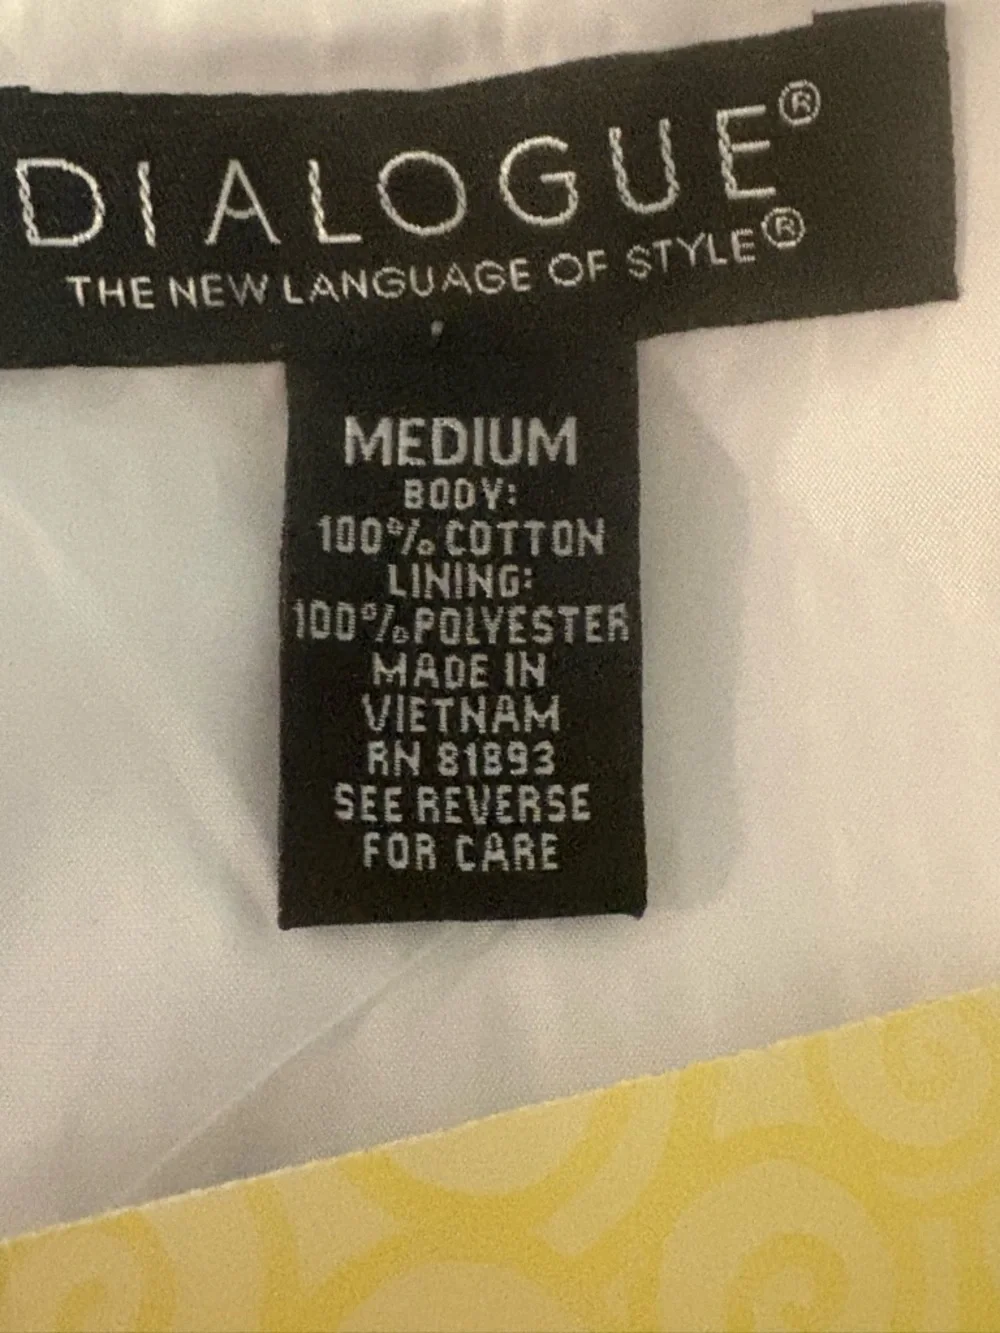 DIALOGUE®
THE NEW LANGUAGE OF STYLE®
MEDIUM
BODY:
100% COTTON
LINING:
100% POLYESTER
MADE IN
VIETNAM
RN 81893
SEE REVERSE
FOR CARE